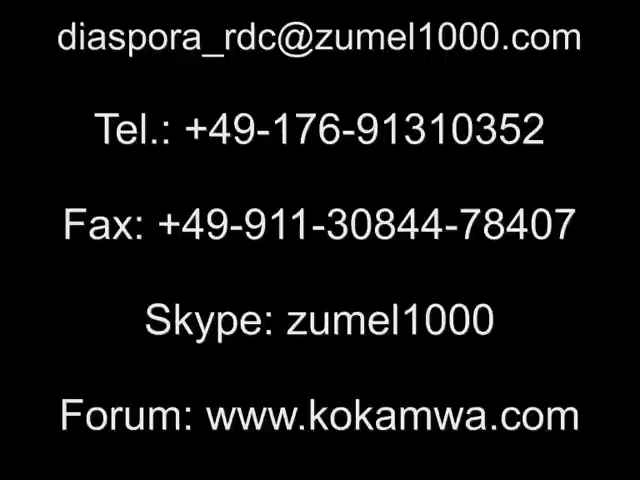 diaspora_rdc@zumel1000.com
Tel.: +49-176-91310352
Fax: +49-911-30844-78407
Skype: zumel1000
Forum: www.kokamwa.com